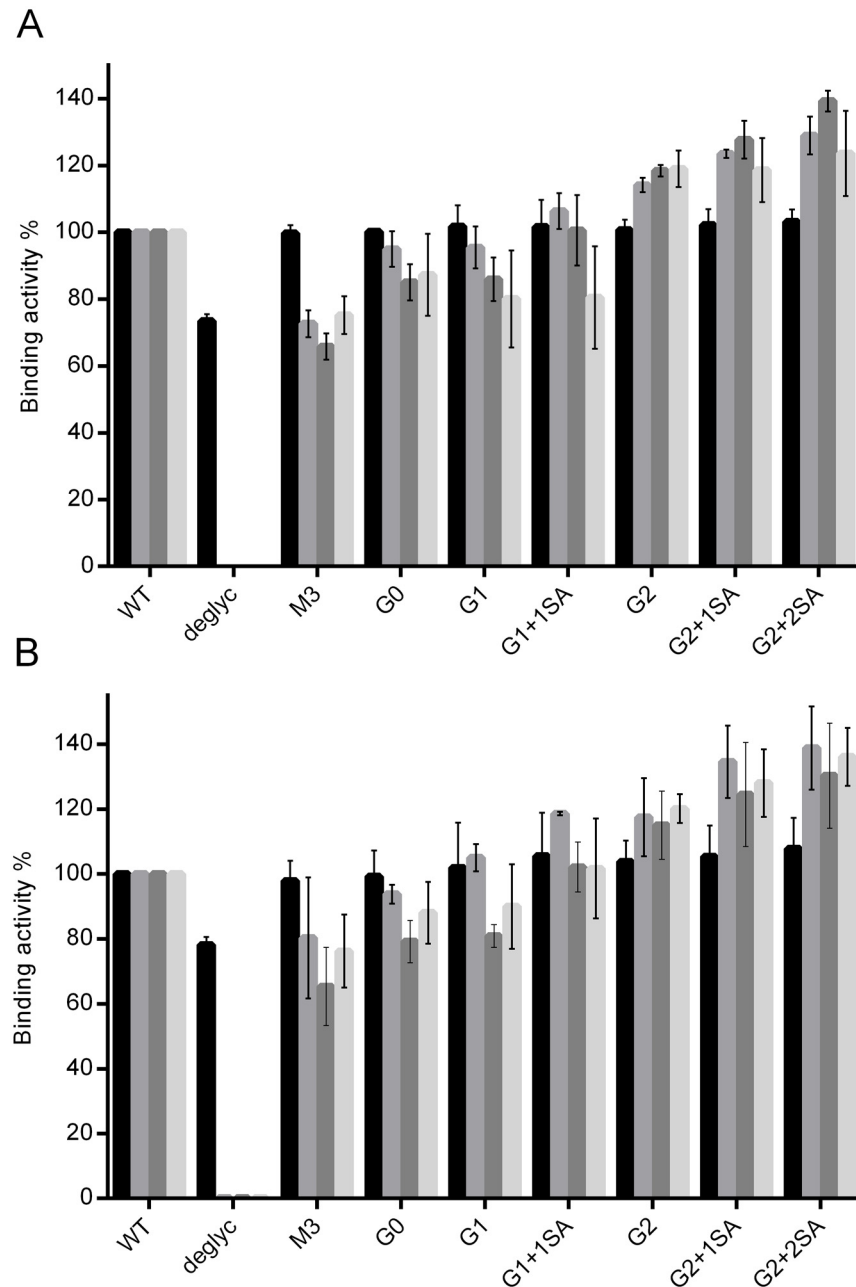 A
Binding activity %
140
120
100
80
60
40
20
0
WT
deglyc
M3
G0
G1
G1+1SA
G2
G2+1SA
G2+2SA
B
Binding activity %
140
120
100
80
60
40
20
0
WT
deglyc
M3
G0
G1
G1+1SA
G2
G2+1SA
G2+2SA